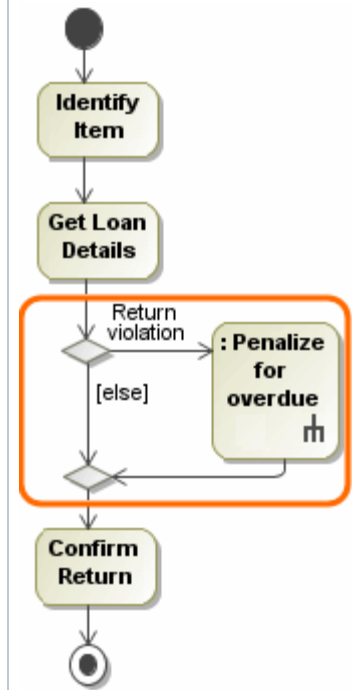 Identify
Item
Get Loan
Details
Return
violation
: Penalize
for
overdue
[else]
Confirm
Return